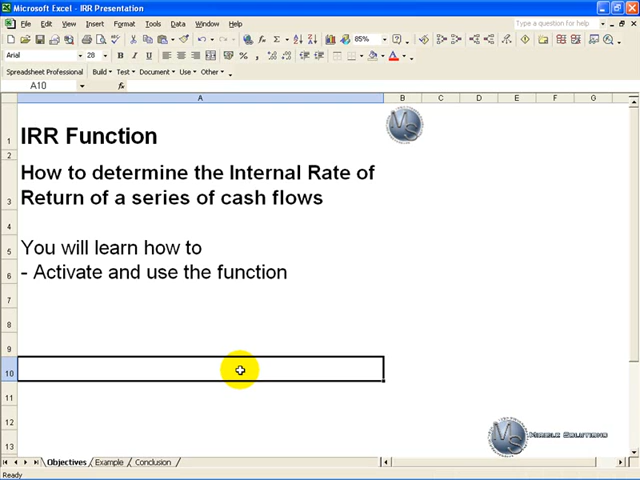 Microsoft Excel - IRR Presentation
File Edit View Insert Format Tools Data Window Help
Type a question for help
85%
Arial 28 B I U
Spreadsheet Professional Build Test Document Use Other
A10 fx
A B C D E F G
1 IRR Function
2
How to determine the Internal Rate of
3 Return of a series of cash flows
4
5 You will learn how to
6 - Activate and use the function
7
8
9
10
11
12
13
MS
Objectives Example Conclusion
Ready